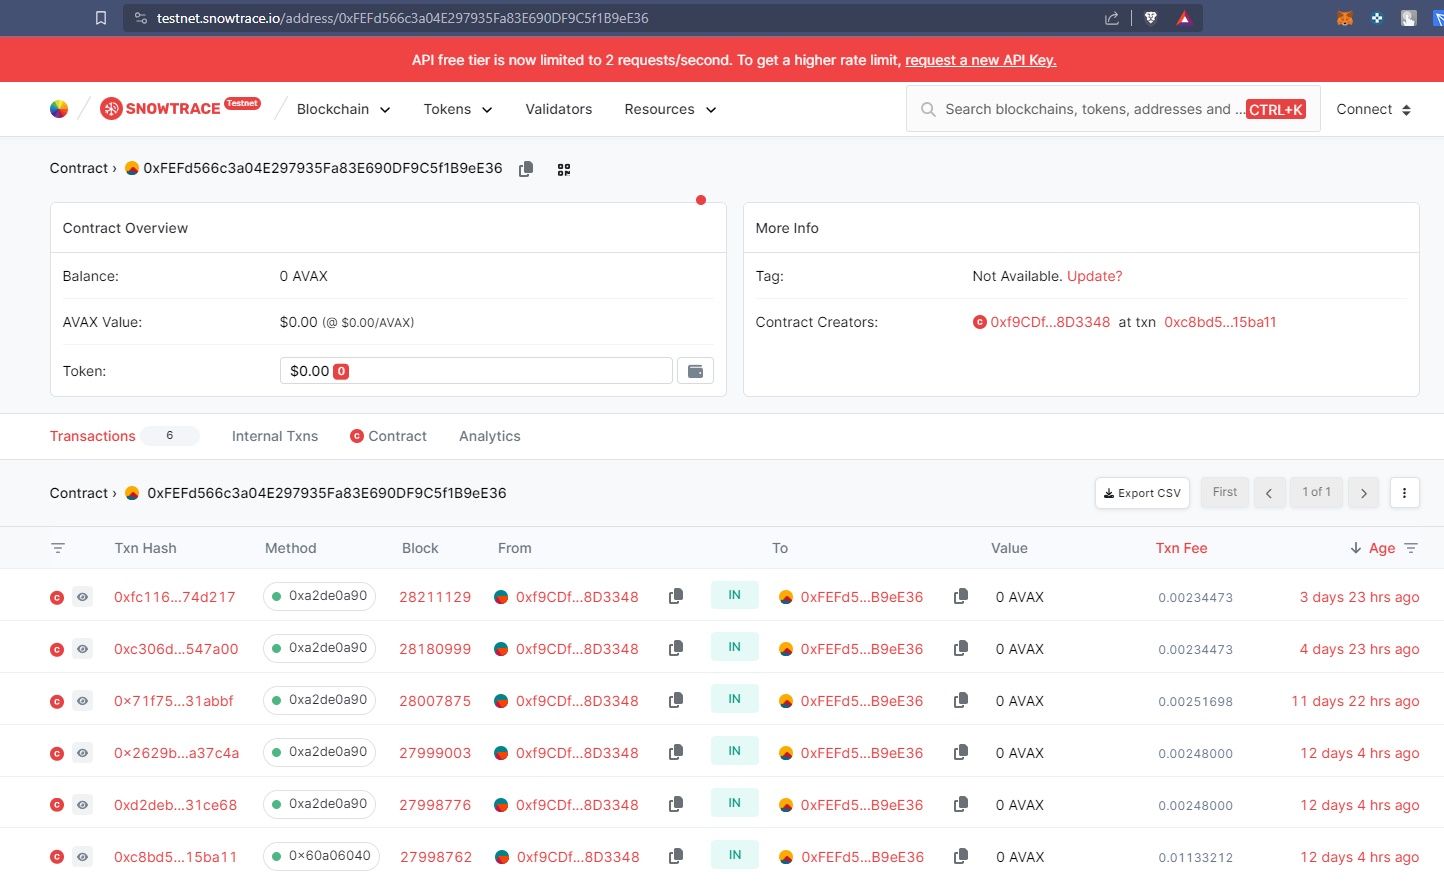 testnet.snowtrace.io/address/0xFEFd566c3a04E297935Fa83E690DF9C5f1B9eE36
API free tier is now limited to 2 requests/second. To get a higher rate limit, request a new API Key.
SNOWTRACE Testnet Blockchain Tokens Validators Resources Search blockchains, tokens, addresses and ... CTRL+K Connect
Contract › 0xFEFd566c3a04E297935Fa83E690DF9C5f1B9eE36
Contract Overview
Balance: 0 AVAX
AVAX Value: $0.00 (@ $0.00/AVAX)
Token: $0.00 0
More Info
Tag: Not Available. Update?
Contract Creators: c 0xf9CDf...8D3348 at txn 0xc8bd5...15ba11
Transactions 6 Internal Txns c Contract Analytics
Contract › 0xFEFd566c3a04E297935Fa83E690DF9C5f1B9eE36 Export CSV First ‹ 1 of 1 ›
Txn Hash Method Block From To Value Txn Fee ↓ Age
c 0xfc116...74d217 0xa2de0a90 28211129 0xf9CDf...8D3348 IN 0xFEFd5...B9eE36 0 AVAX 0.00234473 3 days 23 hrs ago
c 0xc306d...547a00 0xa2de0a90 28180999 0xf9CDf...8D3348 IN 0xFEFd5...B9eE36 0 AVAX 0.00234473 4 days 23 hrs ago
c 0x71f75...31abbf 0xa2de0a90 28007875 0xf9CDf...8D3348 IN 0xFEFd5...B9eE36 0 AVAX 0.00251698 11 days 22 hrs ago
c 0x2629b...a37c4a 0xa2de0a90 27999003 0xf9CDf...8D3348 IN 0xFEFd5...B9eE36 0 AVAX 0.00248000 12 days 4 hrs ago
c 0xd2deb...31ce68 0xa2de0a90 27998776 0xf9CDf...8D3348 IN 0xFEFd5...B9eE36 0 AVAX 0.00248000 12 days 4 hrs ago
c 0xc8bd5...15ba11 0x60a06040 27998762 0xf9CDf...8D3348 IN 0xFEFd5...B9eE36 0 AVAX 0.01133212 12 days 4 hrs ago